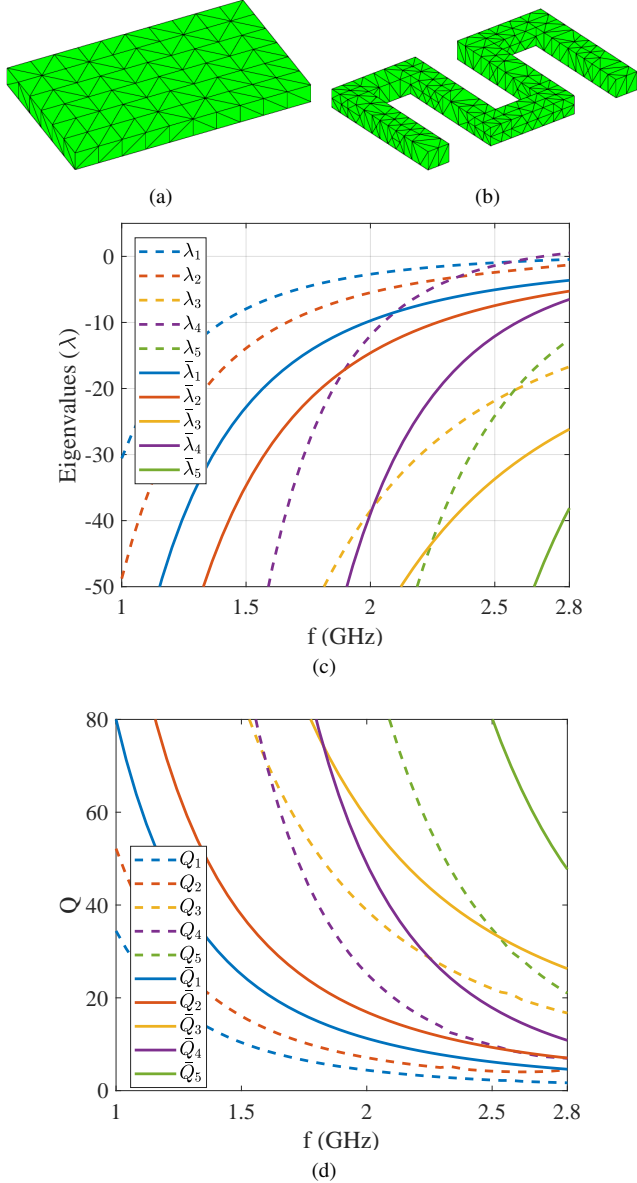 (a) (b)
0
-10
-20
-30
-40
-50
Eigenvalues (λ)
λ₁
λ₂
λ₃
λ₄
λ₅
λ̄₁
λ̄₂
λ̄₃
λ̄₄
λ̄₅
1 1.5 2 2.5 2.8
f (GHz)
(c)
80
60
40
20
0
Q
Q₁
Q₂
Q₃
Q₄
Q₅
Q̄₁
Q̄₂
Q̄₃
Q̄₄
Q̄₅
1 1.5 2 2.5 2.8
f (GHz)
(d)